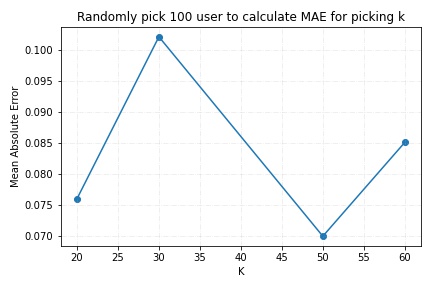 Randomly pick 100 user to calculate MAE for picking k
Mean Absolute Error
0.100
0.095
0.090
0.085
0.080
0.075
0.070
20 25 30 35 40 45 50 55 60
K